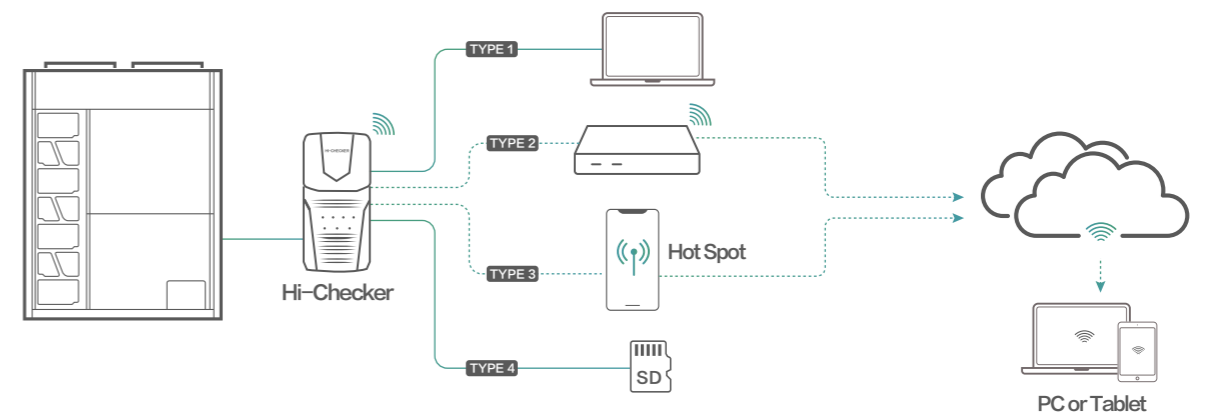 TYPE 1
TYPE 2
HI-CHECKER
Hot Spot
TYPE 3
Hi-Checker
TYPE 4
SD
PC or Tablet